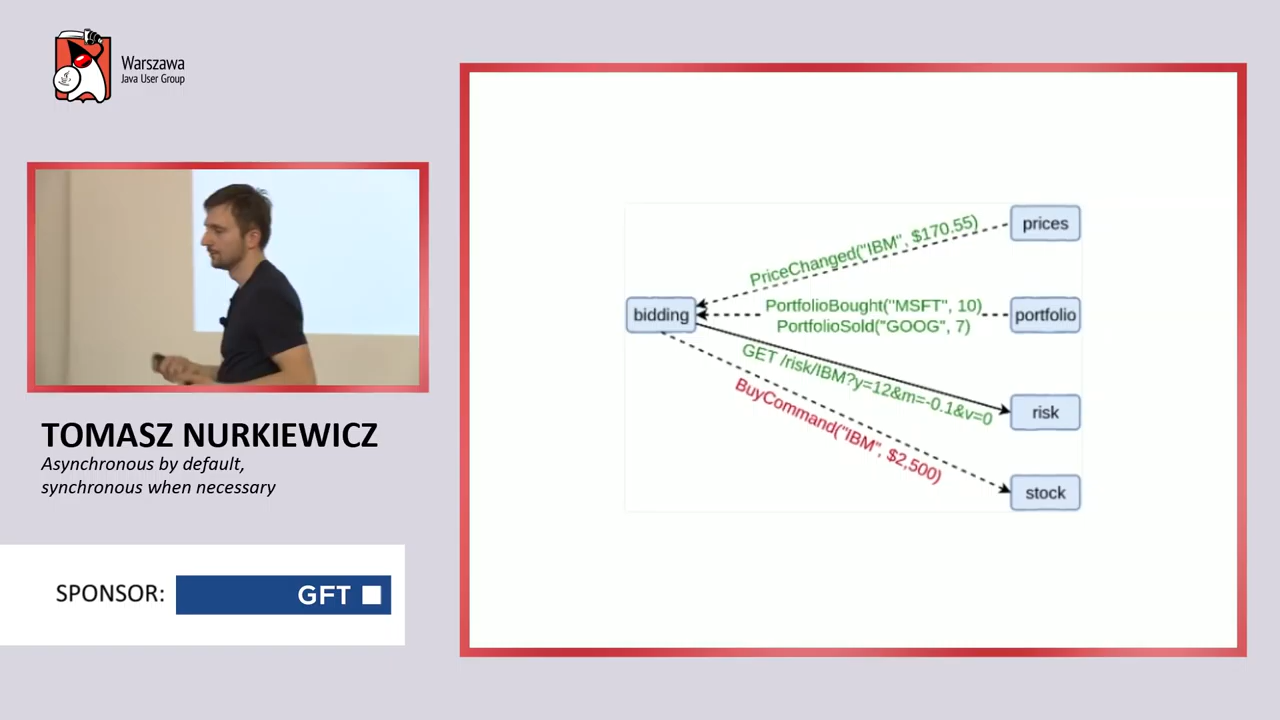 Warszawa
Java User Group
TOMASZ NURKIEWICZ
Asynchronous by default,
synchronous when necessary
SPONSOR:
GFT
prices
PriceChanged("IBM", $170.55)
bidding
PortfolioBought("MSFT", 10)
PortfolioSold("GOOG", 7)
portfolio
GET /risk/IBM?y=12&m=-0.1&v=0
risk
BuyCommand("IBM", $2,500)
stock